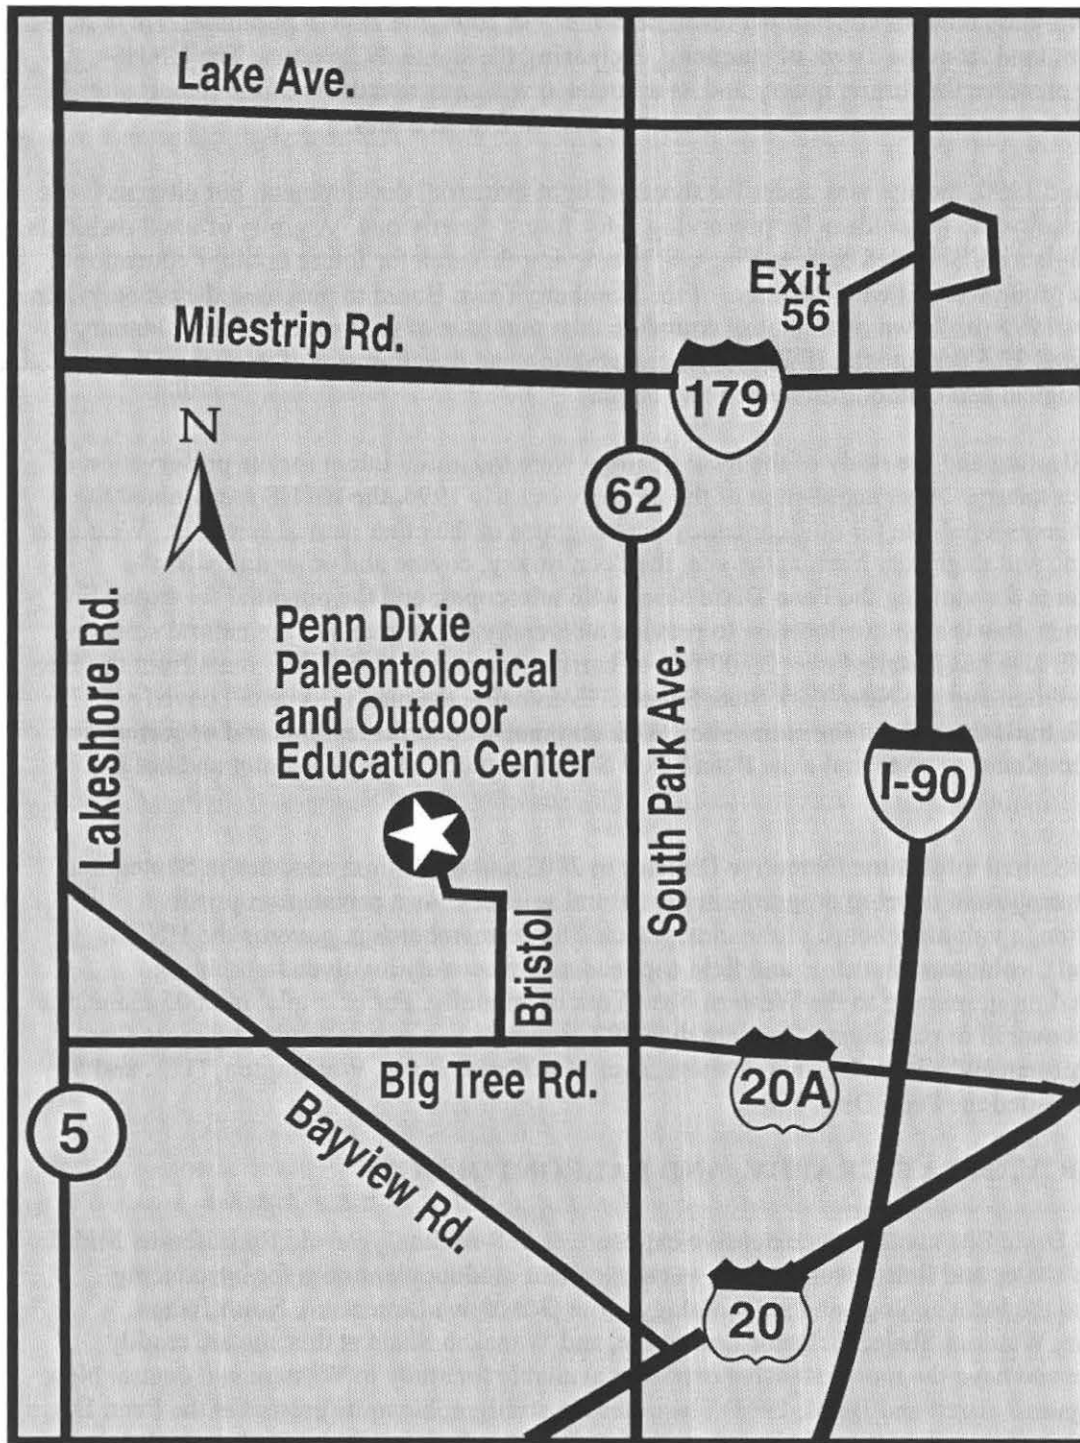 Lake Ave.
Exit
56
Milestrip Rd.
179
N
62
Lakeshore Rd.
Penn Dixie
Paleontological
and Outdoor
Education Center
South Park Ave.
I-90
Bristol
Big Tree Rd.
20A
5
Bayview Rd.
20